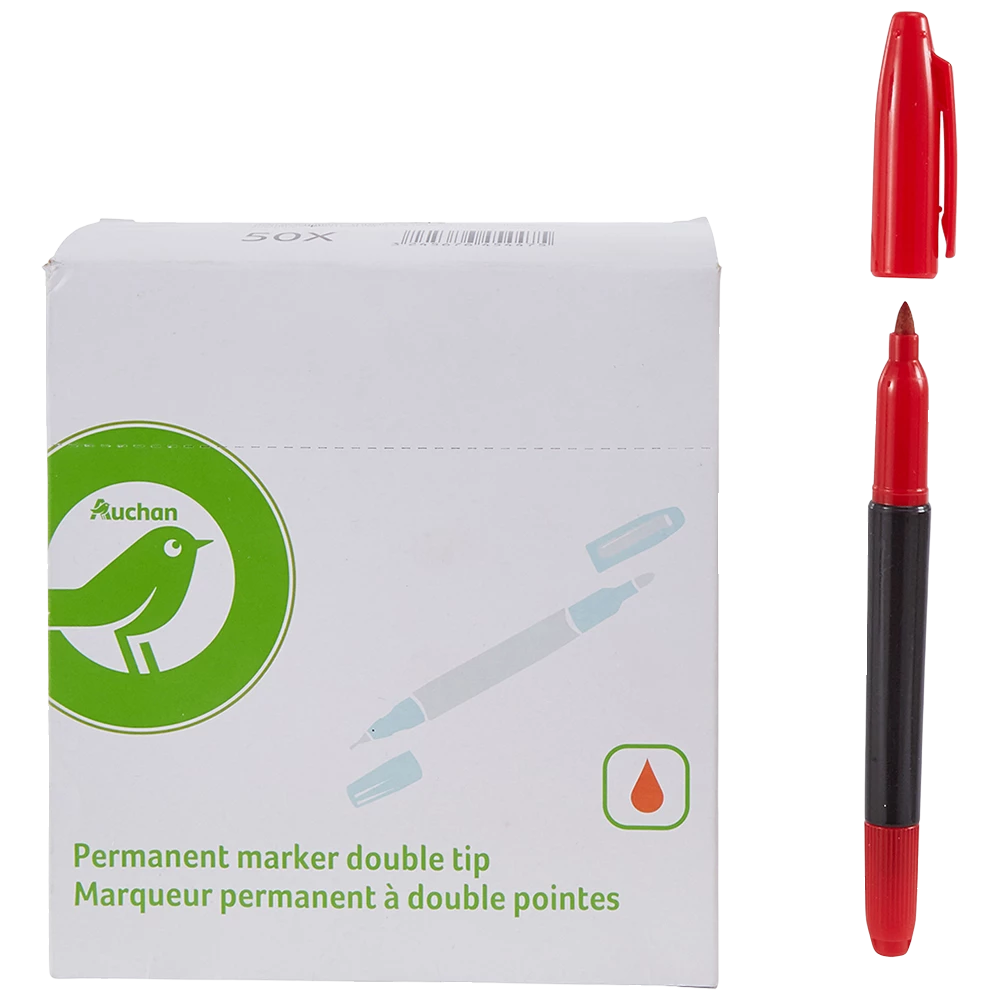 50X
Auchan
Permanent marker double tip
Marqueur permanent à double pointes